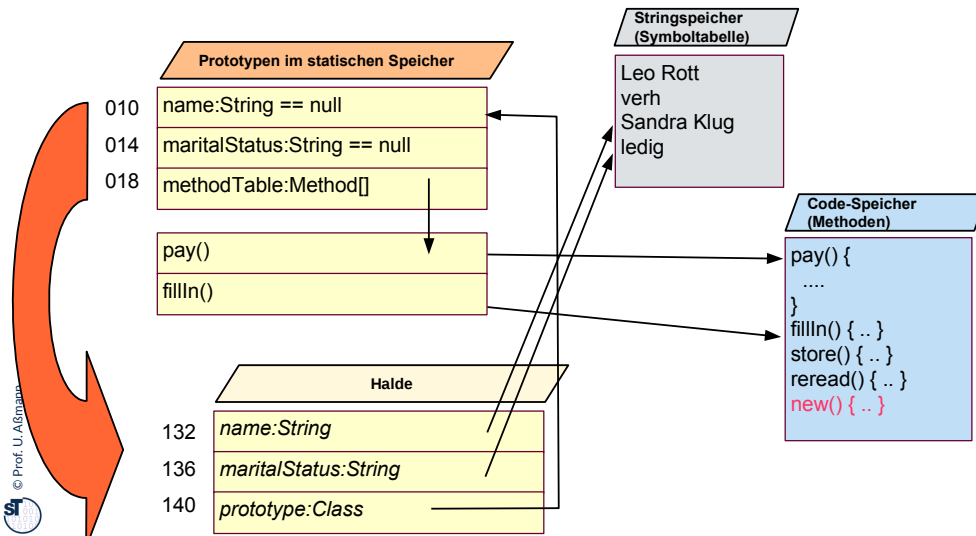 Stringspeicher
(Symboltabelle)
Leo Rott
verh
Sandra Klug
ledig
Prototypen im statischen Speicher
010 name:String == null
014 maritalStatus:String == null
018 methodTable:Method[]
pay()
fillIn()
Code-Speicher
(Methoden)
pay() {
....
}
fillIn() { .. }
store() { .. }
reread() { .. }
new() { .. }
Halde
132 name:String
136 maritalStatus:String
140 prototype:Class
© Prof. U. Aßmann
ST